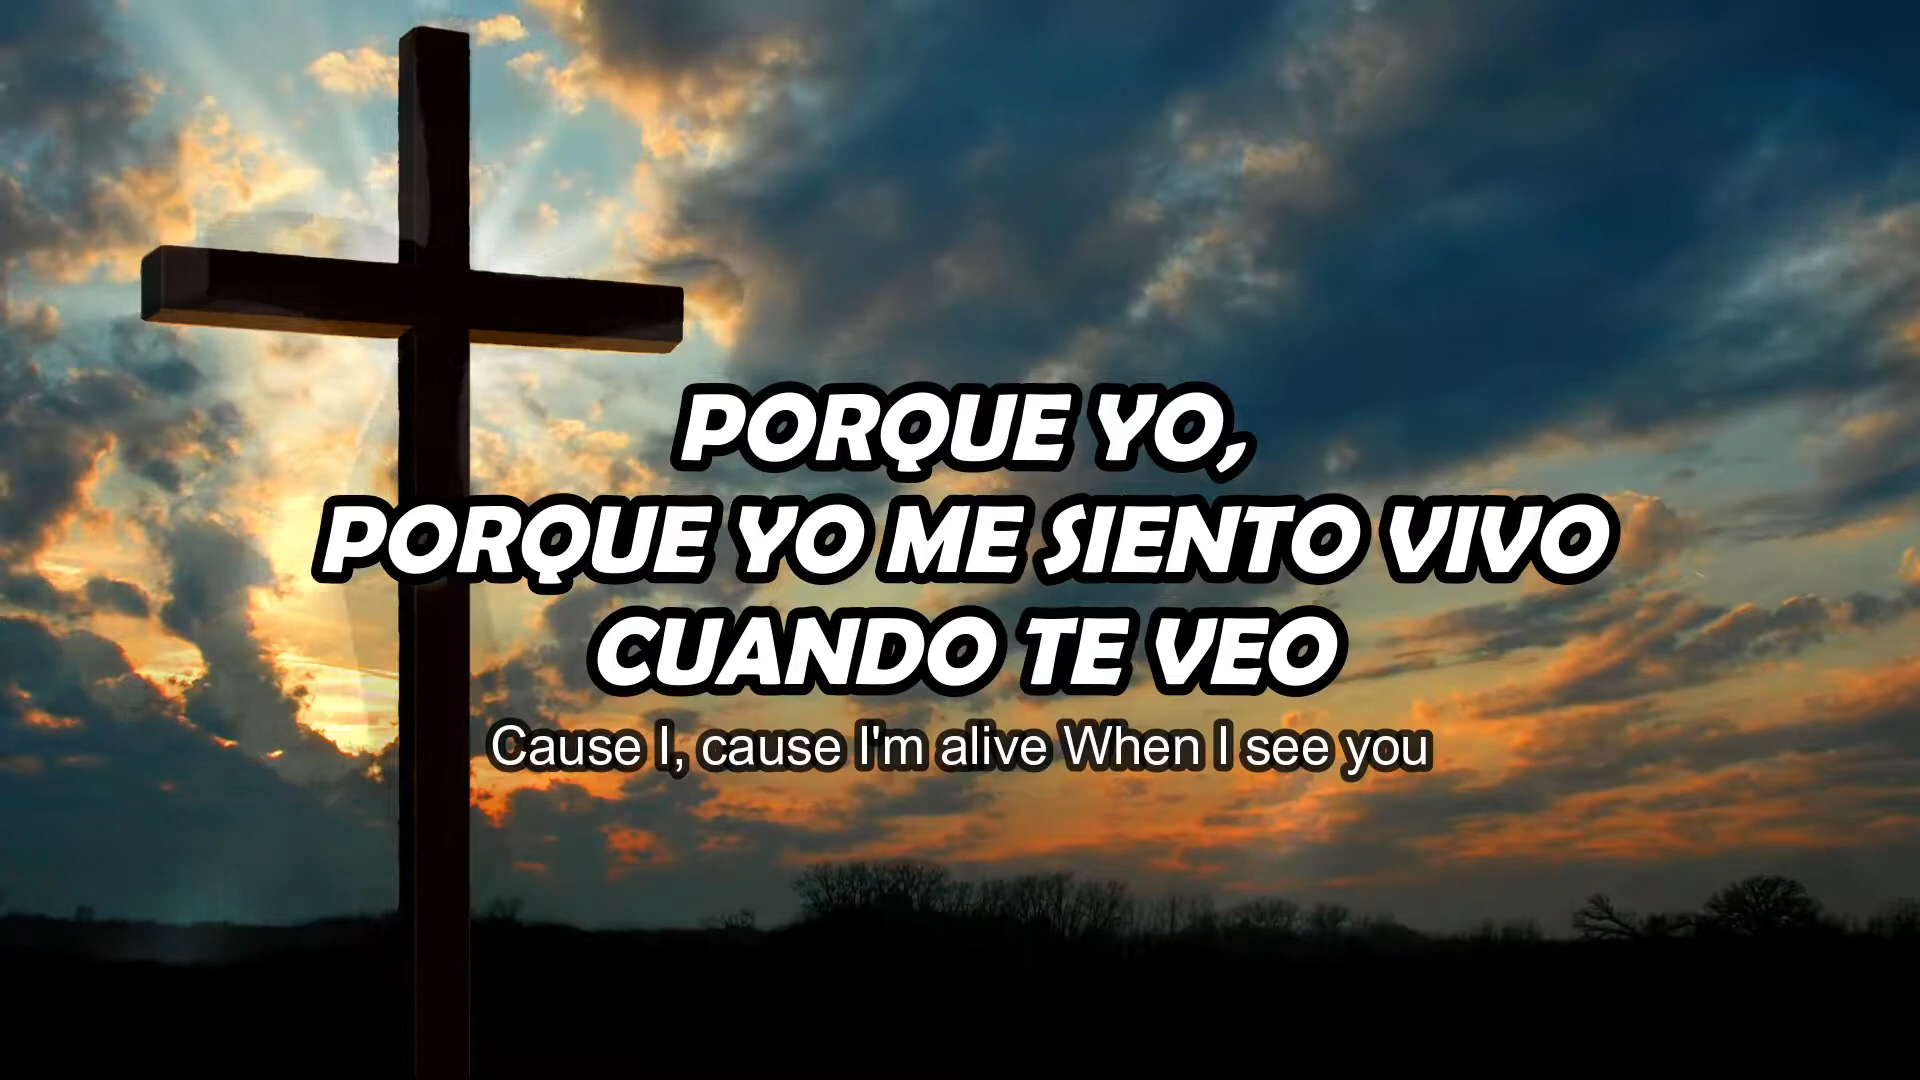 PORQUE YO,
PORQUE YO ME SIENTO VIVO
CUANDO TE VEO
Cause I, cause I'm alive When I see you